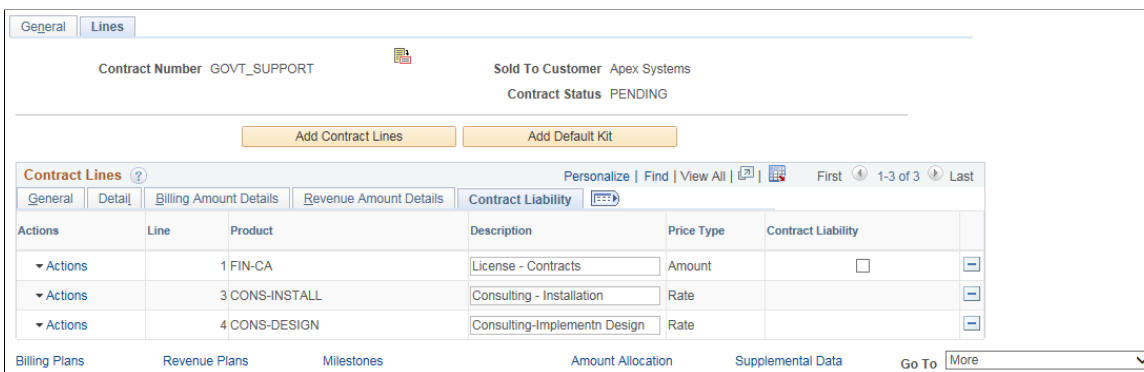 General Lines
Contract Number GOVT_SUPPORT Sold To Customer Apex Systems
Contract Status PENDING
Add Contract Lines Add Default Kit
Contract Lines ? Personalize | Find | View All | | First 1-3 of 3 Last
General Detail Billing Amount Details Revenue Amount Details Contract Liability
Actions Line Product Description Price Type Contract Liability
Actions 1 FIN-CA License - Contracts Amount
Actions 3 CONS-INSTALL Consulting - Installation Rate
Actions 4 CONS-DESIGN Consulting-Implementn Design Rate
Billing Plans Revenue Plans Milestones Amount Allocation Supplemental Data Go To More